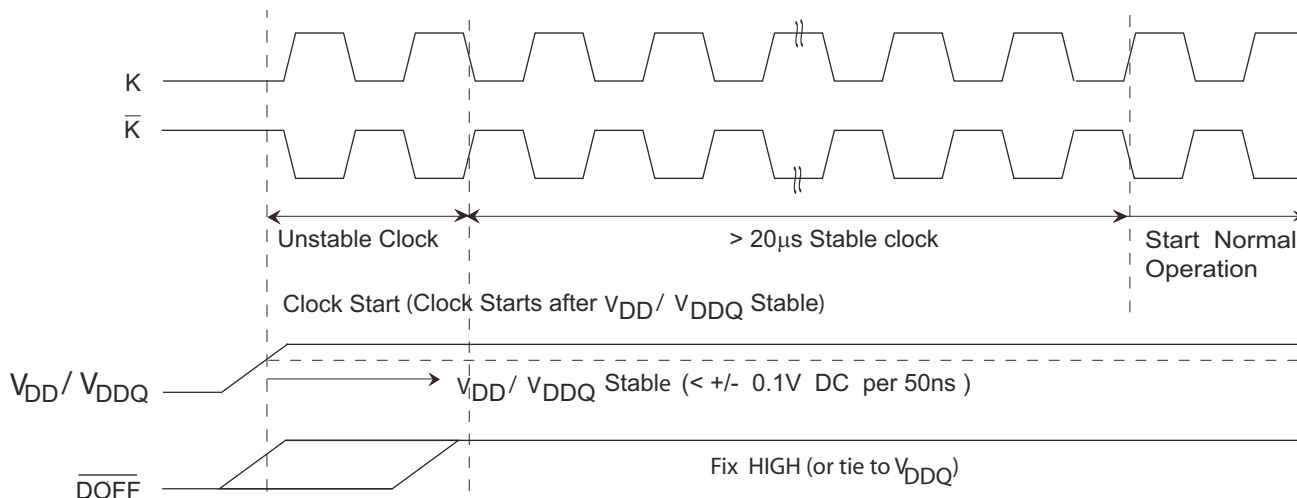 K
K̅
Unstable Clock
> 20μs Stable clock
Start Normal
Operation
Clock Start (Clock Starts after VDD / VDDQ Stable)
VDD / VDDQ
VDD / VDDQ Stable (< +/- 0.1V DC per 50ns )
Fix HIGH (or tie to VDDQ)
DOFF